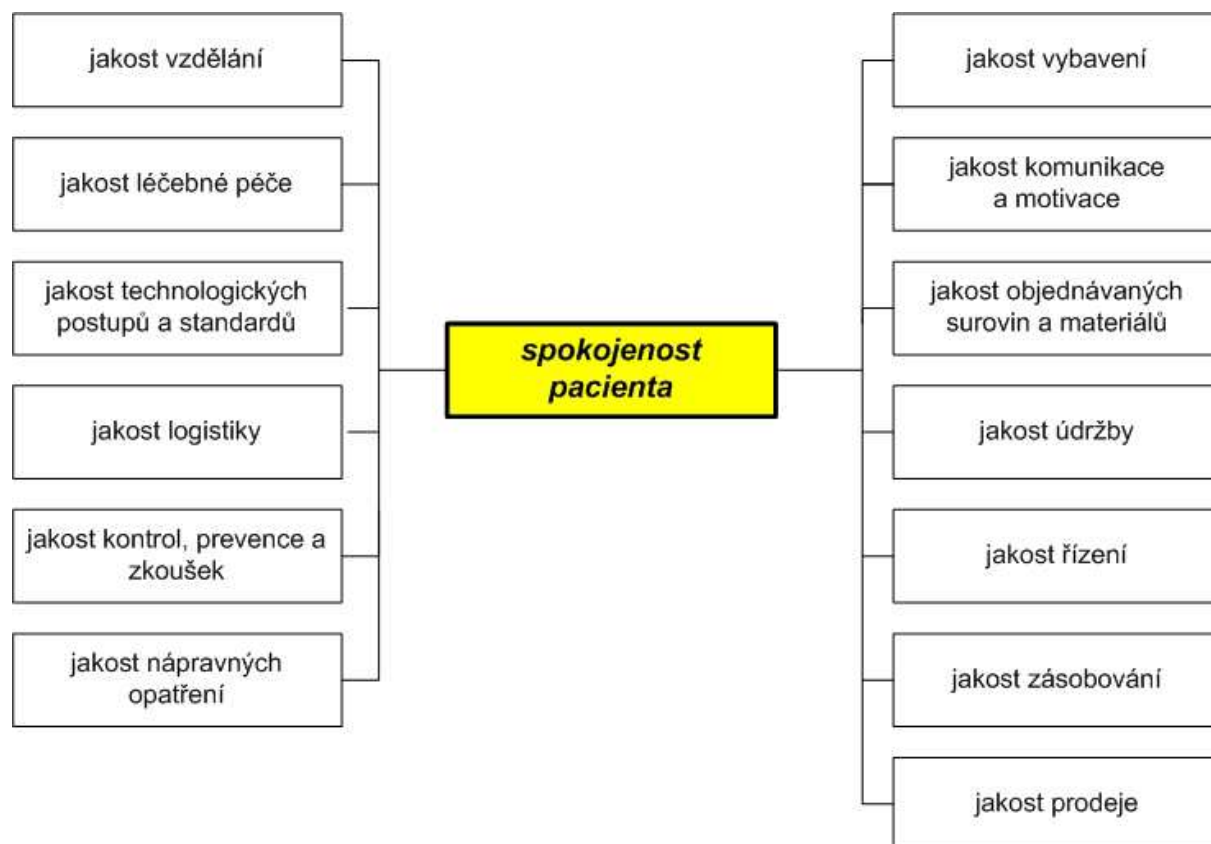 jakost vzdělání
jakost léčebné péče
jakost technologických
postupů a standardů
jakost logistiky
jakost kontrol, prevence a
zkoušek
jakost nápravných
opatření
spokojenost
pacienta
jakost vybavení
jakost komunikace
a motivace
jakost objednávaných
surovin a materiálů
jakost údržby
jakost řízení
jakost zásobování
jakost prodeje